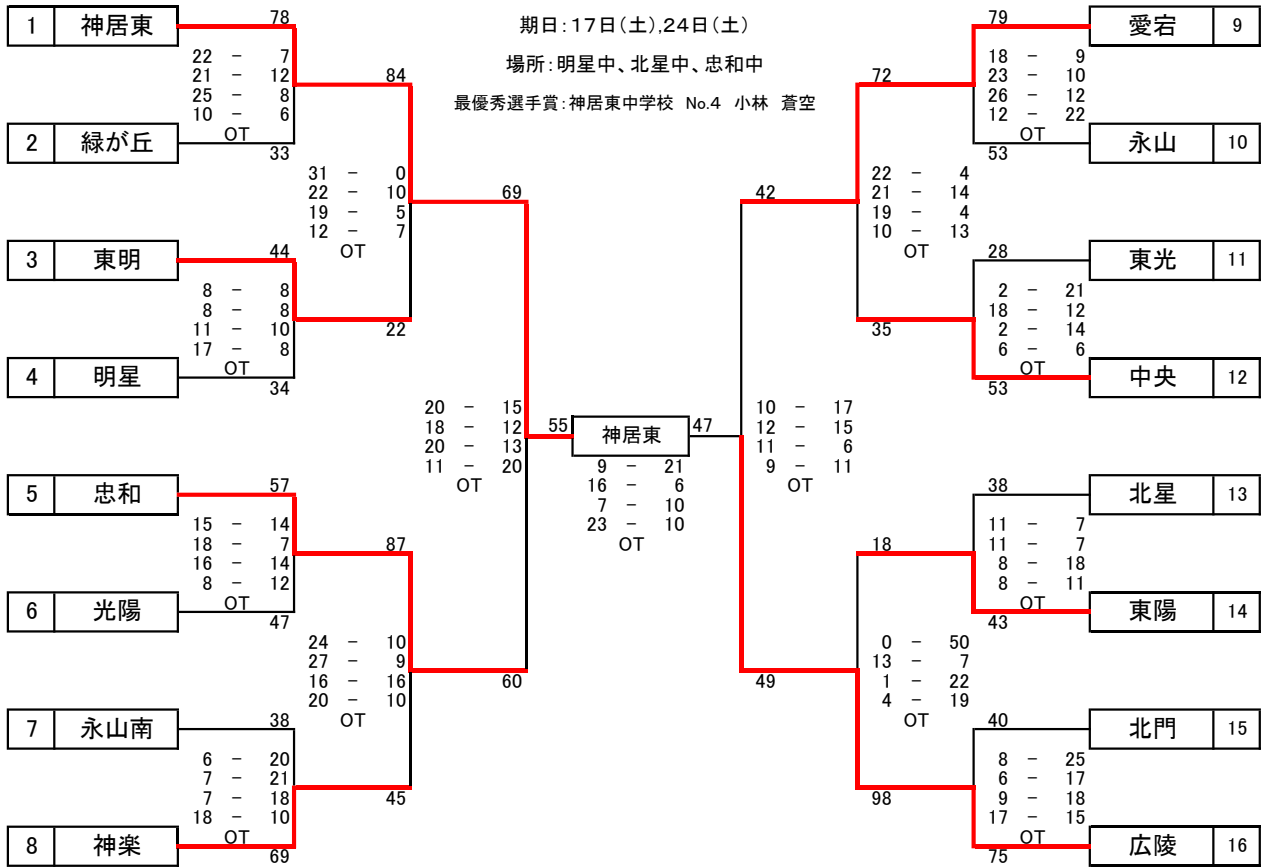 期日:17日(土),24日(土)
場所:明星中、北星中、忠和中
最優秀選手賞:神居東中学校 No.4 小林 蒼空
1 神居東
78
22 - 7
21 - 12
25 - 8
10 - 6
OT
33
2 緑が丘
84
31 - 0
22 - 10
19 - 5
12 - 7
OT
22
3 東明
44
8 - 8
8 - 8
11 - 10
17 - 8
OT
34
4 明星
69
20 - 15
18 - 12
20 - 13
11 - 20
OT
60
5 忠和
57
15 - 14
18 - 7
16 - 14
8 - 12
OT
47
6 光陽
87
24 - 10
27 - 9
16 - 16
20 - 10
OT
45
7 永山南
38
6 - 20
7 - 21
7 - 18
18 - 10
OT
69
8 神楽
55 神居東 47
9 - 21
16 - 6
7 - 10
23 - 10
OT
79
愛宕 9
18 - 9
23 - 10
26 - 12
12 - 22
OT
53
永山 10
72
22 - 4
21 - 14
19 - 4
10 - 13
OT
35
28
東光 11
2 - 21
18 - 12
2 - 14
6 - 6
OT
53
中央 12
42
10 - 17
12 - 15
11 - 6
9 - 11
OT
49
38
北星 13
11 - 7
11 - 7
8 - 18
8 - 11
OT
43
東陽 14
18
0 - 50
13 - 7
1 - 22
4 - 19
OT
98
40
北門 15
8 - 25
6 - 17
9 - 18
17 - 15
OT
75
広陵 16